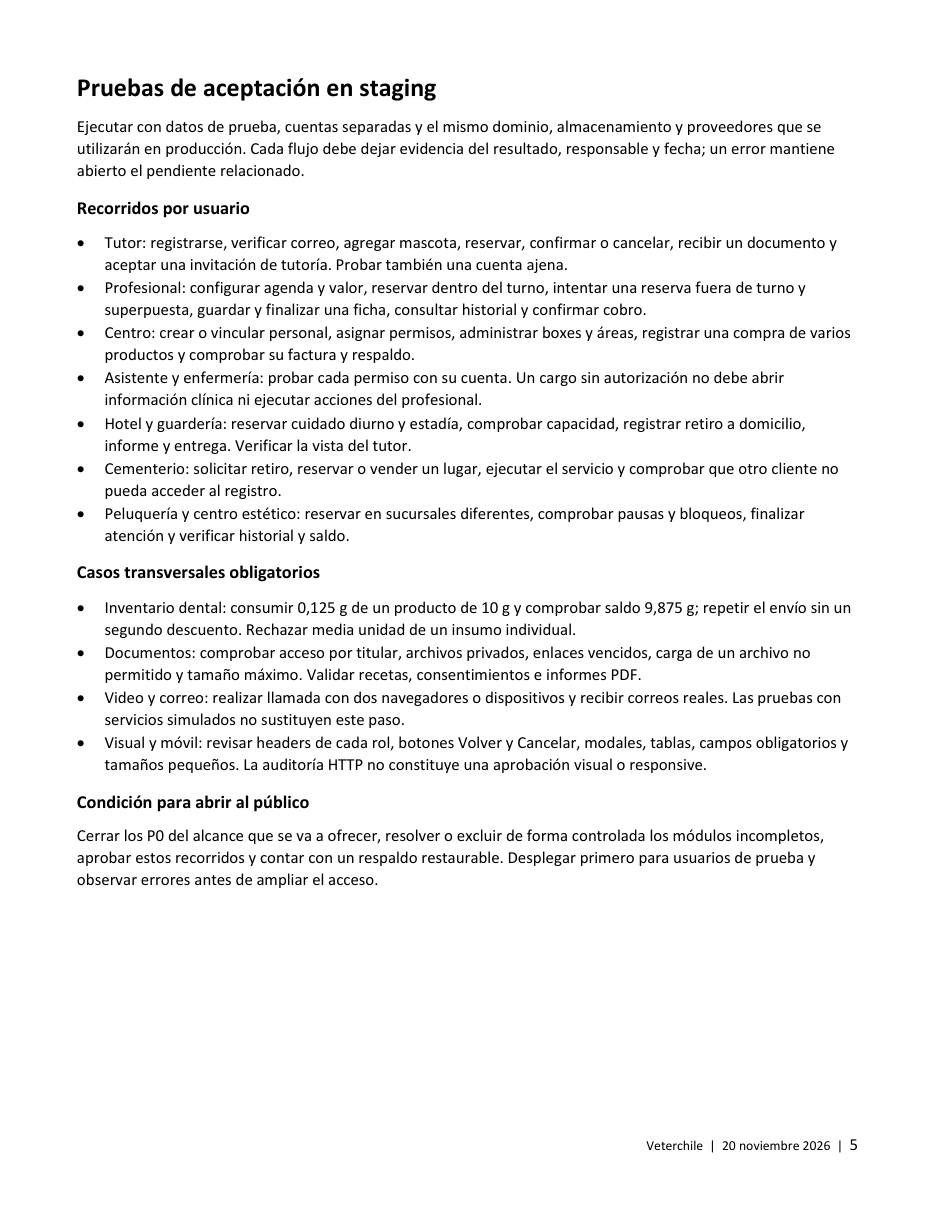 Pruebas de aceptación en staging
Ejecutar con datos de prueba, cuentas separadas y el mismo dominio, almacenamiento y proveedores que se
utilizarán en producción. Cada flujo debe dejar evidencia del resultado, responsable y fecha; un error mantiene
abierto el pendiente relacionado.
Recorridos por usuario
• Tutor: registrarse, verificar correo, agregar mascota, reservar, confirmar o cancelar, recibir un documento y
aceptar una invitación de tutoría. Probar también una cuenta ajena.
• Profesional: configurar agenda y valor, reservar dentro del turno, intentar una reserva fuera de turno y
superpuesta, guardar y finalizar una ficha, consultar historial y confirmar cobro.
• Centro: crear o vincular personal, asignar permisos, administrar boxes y áreas, registrar una compra de varios
productos y comprobar su factura y respaldo.
• Asistente y enfermería: probar cada permiso con su cuenta. Un cargo sin autorización no debe abrir
información clínica ni ejecutar acciones del profesional.
• Hotel y guardería: reservar cuidado diurno y estadía, comprobar capacidad, registrar retiro a domicilio,
informe y entrega. Verificar la vista del tutor.
• Cementerio: solicitar retiro, reservar o vender un lugar, ejecutar el servicio y comprobar que otro cliente no
pueda acceder al registro.
• Peluquería y centro estético: reservar en sucursales diferentes, comprobar pausas y bloqueos, finalizar
atención y verificar historial y saldo.
Casos transversales obligatorios
• Inventario dental: consumir 0,125 g de un producto de 10 g y comprobar saldo 9,875 g; repetir el envío sin un
segundo descuento. Rechazar media unidad de un insumo individual.
• Documentos: comprobar acceso por titular, archivos privados, enlaces vencidos, carga de un archivo no
permitido y tamaño máximo. Validar recetas, consentimientos e informes PDF.
• Video y correo: realizar llamada con dos navegadores o dispositivos y recibir correos reales. Las pruebas con
servicios simulados no sustituyen este paso.
• Visual y móvil: revisar headers de cada rol, botones Volver y Cancelar, modales, tablas, campos obligatorios y
tamaños pequeños. La auditoría HTTP no constituye una aprobación visual o responsive.
Condición para abrir al público
Cerrar los P0 del alcance que se va a ofrecer, resolver o excluir de forma controlada los módulos incompletos,
aprobar estos recorridos y contar con un respaldo restaurable. Desplegar primero para usuarios de prueba y
observar errores antes de ampliar el acceso.
Veterchile | 20 noviembre 2026 | 5